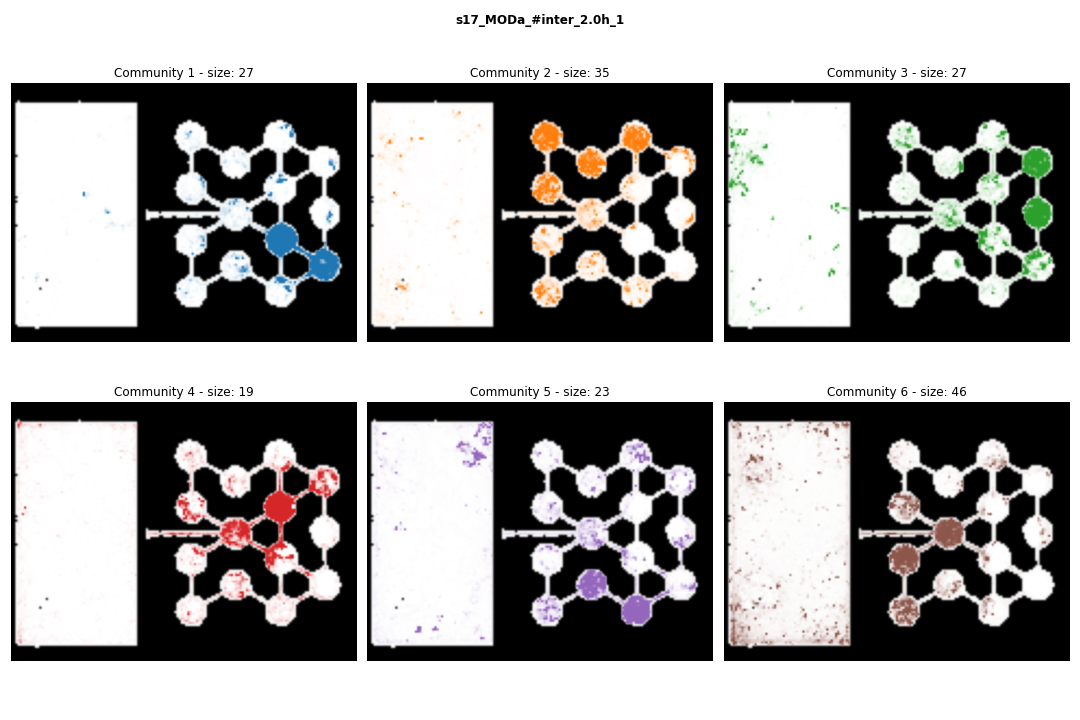 s17_MODa_#inter_2.0h_1
Community 1 - size: 27
Community 2 - size: 35
Community 3 - size: 27
Community 4 - size: 19
Community 5 - size: 23
Community 6 - size: 46